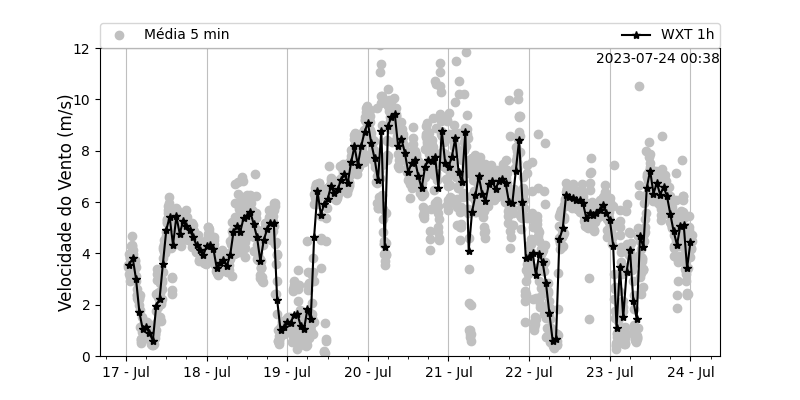 Média 5 min
WXT 1h
2023-07-24 00:38
Velocidade do Vento (m/s)
12
10
8
6
4
2
0
17 - Jul 18 - Jul 19 - Jul 20 - Jul 21 - Jul 22 - Jul 23 - Jul 24 - Jul